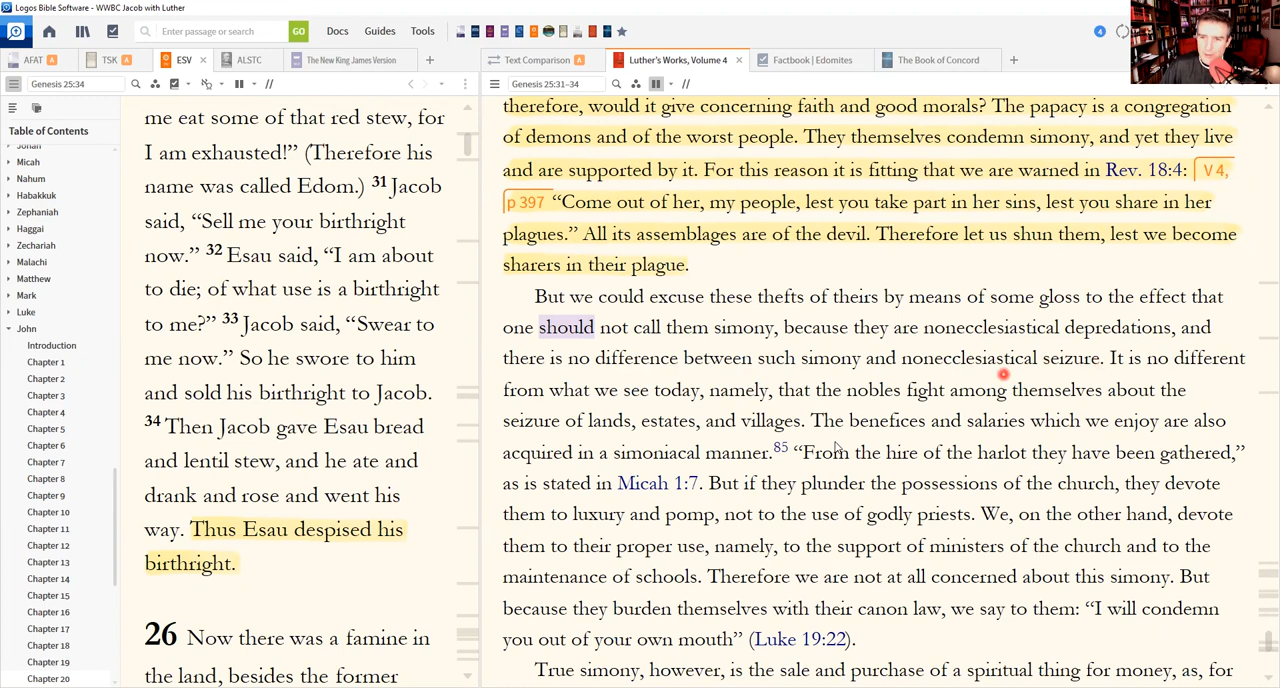 Logos Bible Software - WWBC Jacob with Luther
Enter passage or search
GO
Docs
Guides
Tools
4
AFAT A
TSK A
ESV
ALSTC
The New King James Version
Text Comparison A
Luther's Works, Volume 4
Factbook | Edomites
The Book of Concord
Genesis 25:34
Genesis 25:31–34
Table of Contents
Jonah
Micah
Nahum
Habakkuk
Zephaniah
Haggai
Zechariah
Malachi
Matthew
Mark
Luke
John
Introduction
Chapter 1
Chapter 2
Chapter 3
Chapter 4
Chapter 5
Chapter 6
Chapter 7
Chapter 8
Chapter 9
Chapter 10
Chapter 11
Chapter 12
Chapter 13
Chapter 14
Chapter 15
Chapter 16
Chapter 17
Chapter 18
Chapter 19
Chapter 20
me eat some of that red stew, for
I am exhausted!” (Therefore his
name was called Edom.) 31 Jacob
said, “Sell me your birthright
now.” 32 Esau said, “I am about
to die; of what use is a birthright
to me?” 33 Jacob said, “Swear to
me now.” So he swore to him
and sold his birthright to Jacob.
34 Then Jacob gave Esau bread
and lentil stew, and he ate and
drank and rose and went his
way. Thus Esau despised his
birthright.
26 Now there was a famine in
the land, besides the former
therefore, would it give concerning faith and good morals? The papacy is a congregation
of demons and of the worst people. They themselves condemn simony, and yet they live
and are supported by it. For this reason it is fitting that we are warned in Rev. 18:4: V 4,
p 397 “Come out of her, my people, lest you take part in her sins, lest you share in her
plagues.” All its assemblages are of the devil. Therefore let us shun them, lest we become
sharers in their plague.
But we could excuse these thefts of theirs by means of some gloss to the effect that
one should not call them simony, because they are nonecclesiastical depredations, and
there is no difference between such simony and nonecclesiastical seizure. It is no different
from what we see today, namely, that the nobles fight among themselves about the
seizure of lands, estates, and villages. The benefices and salaries which we enjoy are also
acquired in a simoniacal manner.85 “From the hire of the harlot they have been gathered,”
as is stated in Micah 1:7. But if they plunder the possessions of the church, they devote
them to luxury and pomp, not to the use of godly priests. We, on the other hand, devote
them to their proper use, namely, to the support of ministers of the church and to the
maintenance of schools. Therefore we are not at all concerned about this simony. But
because they burden themselves with their canon law, we say to them: “I will condemn
you out of your own mouth” (Luke 19:22).
True simony, however, is the sale and purchase of a spiritual thing for money, as, for